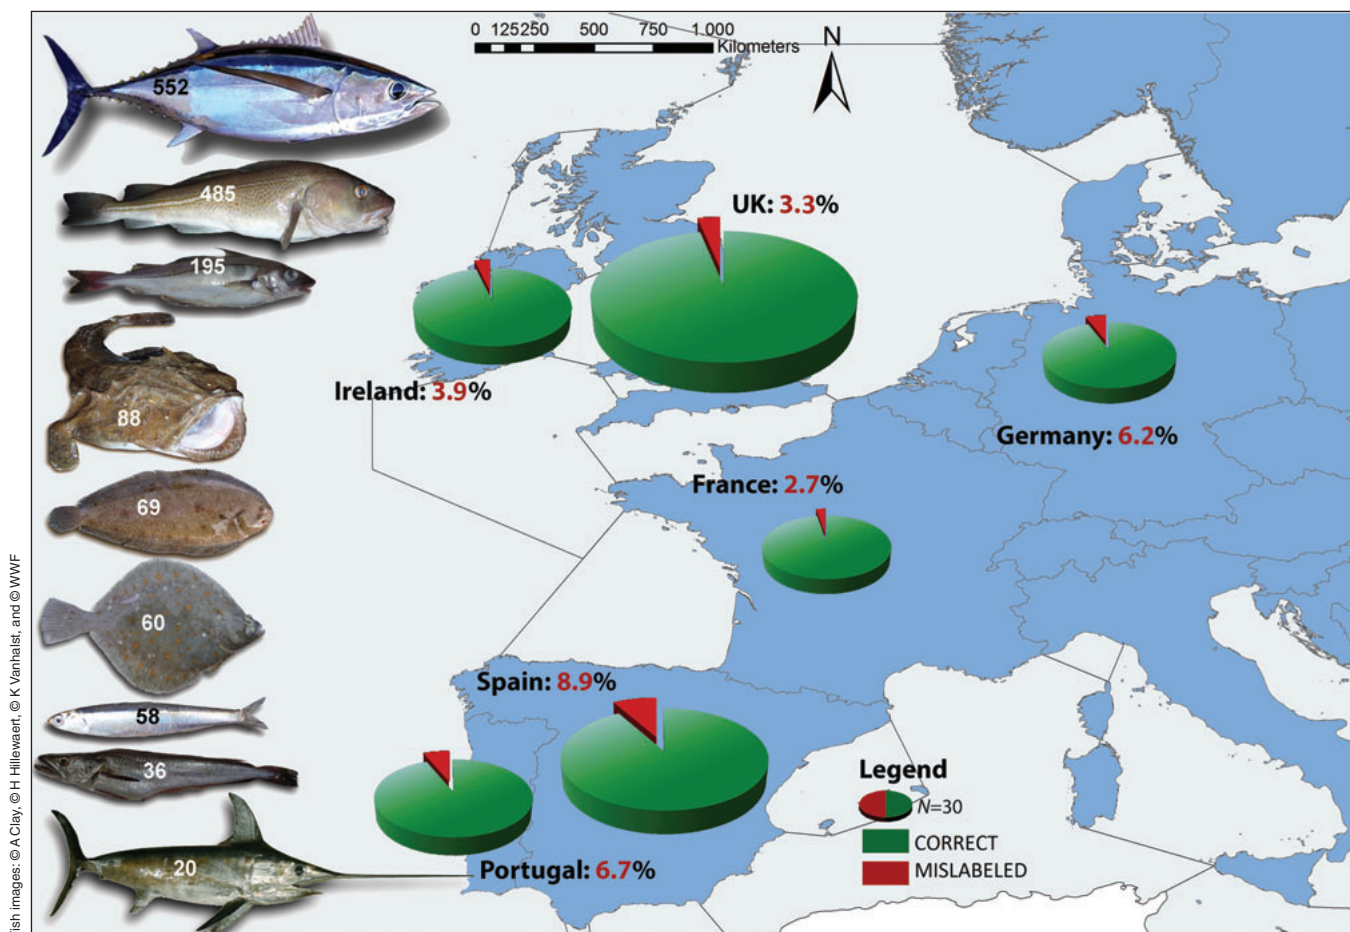 0 125250 500 750 1 000
Kilometers
N
552
485
195
88
69
60
58
36
20
UK: 3.3%
Ireland: 3.9%
Germany: 6.2%
France: 2.7%
Spain: 8.9%
Portugal: 6.7%
Legend
N=30
CORRECT
MISLABELED
ish images: © A Clay, © H Hillewaert, © K Vanhalst, and © WWF